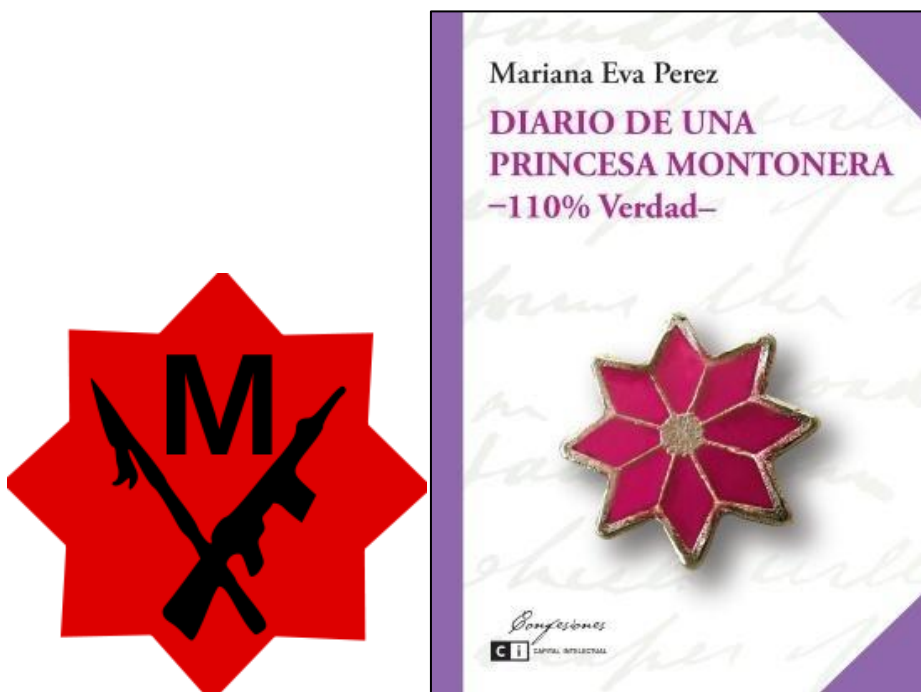 M
Mariana Eva Perez
DIARIO DE UNA
PRINCESA MONTONERA
–110% Verdad–
Confesiones
Ci CAPITAL INTELECTUAL